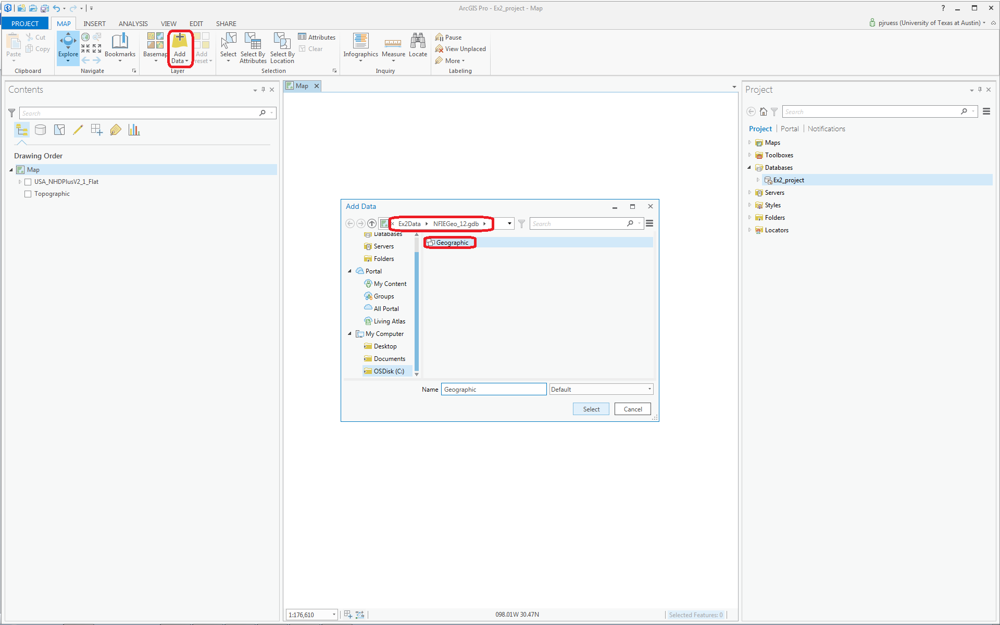 ArcGIS Pro - Ex2_project - Map
?
PROJECT MAP INSERT ANALYSIS VIEW EDIT SHARE
pjruess (University of Texas at Austin)
Paste
Cut
Copy
Clipboard
Explore
Bookmarks
Navigate
Basemap
Add
Data
Add
reset
Layer
Select
Select By
Attributes
Select By
Location
Attributes
Clear
Selection
Infographics
Measure
Locate
Inquiry
Pause
View Unplaced
More
Labeling
Contents
Search
Drawing Order
Map
USA_NHDPlusV2_1_Flat
Topographic
Map
Add Data
Ex2Data NFIEGeo_12.gdb
Search
Databases
Servers
Folders
Portal
My Content
Groups
All Portal
Living Atlas
My Computer
Desktop
Documents
OSDisk (C:)
Geographic
Name Geographic Default
Select Cancel
1:176,610
098.01W 30.47N
Selected Features: 0
Project
Search
Project Portal Notifications
Maps
Toolboxes
Databases
Ex2_project
Servers
Styles
Folders
Locators